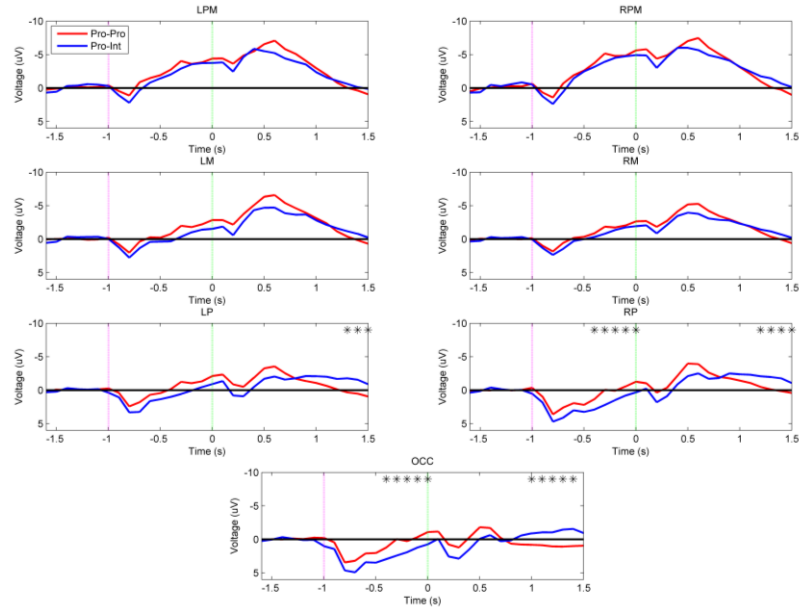 LPM
-10
-5
0
5
Voltage (uV)
Pro-Pro
Pro-Int
-1.5 -1 -0.5 0 0.5 1 1.5
Time (s)
RPM
-10
-5
0
5
Voltage (uV)
-1.5 -1 -0.5 0 0.5 1 1.5
Time (s)
LM
-10
-5
0
5
Voltage (uV)
-1.5 -1 -0.5 0 0.5 1 1.5
Time (s)
RM
-10
-5
0
5
Voltage (uV)
-1.5 -1 -0.5 0 0.5 1 1.5
Time (s)
LP
-10
-5
0
5
Voltage (uV)
***
-1.5 -1 -0.5 0 0.5 1 1.5
Time (s)
RP
-10
-5
0
5
Voltage (uV)
***** ****
-1.5 -1 -0.5 0 0.5 1 1.5
Time (s)
OCC
-10
-5
0
5
Voltage (uV)
***** *****
-1.5 -1 -0.5 0 0.5 1 1.5
Time (s)